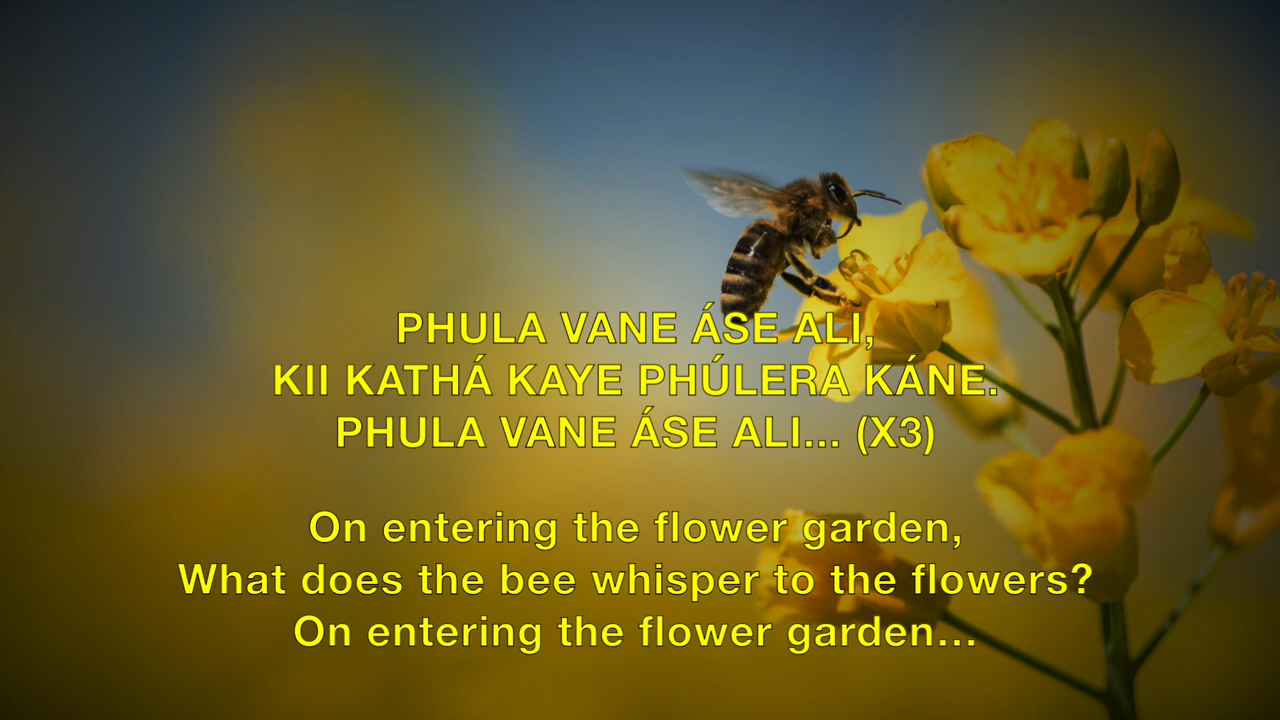 PHULA VANE ÁSE ALI,
KII KATHÁ KAYE PHÚLERA KÁNE.
PHULA VANE ÁSE ALI... (X3)
On entering the flower garden,
What does the bee whisper to the flowers?
On entering the flower garden...